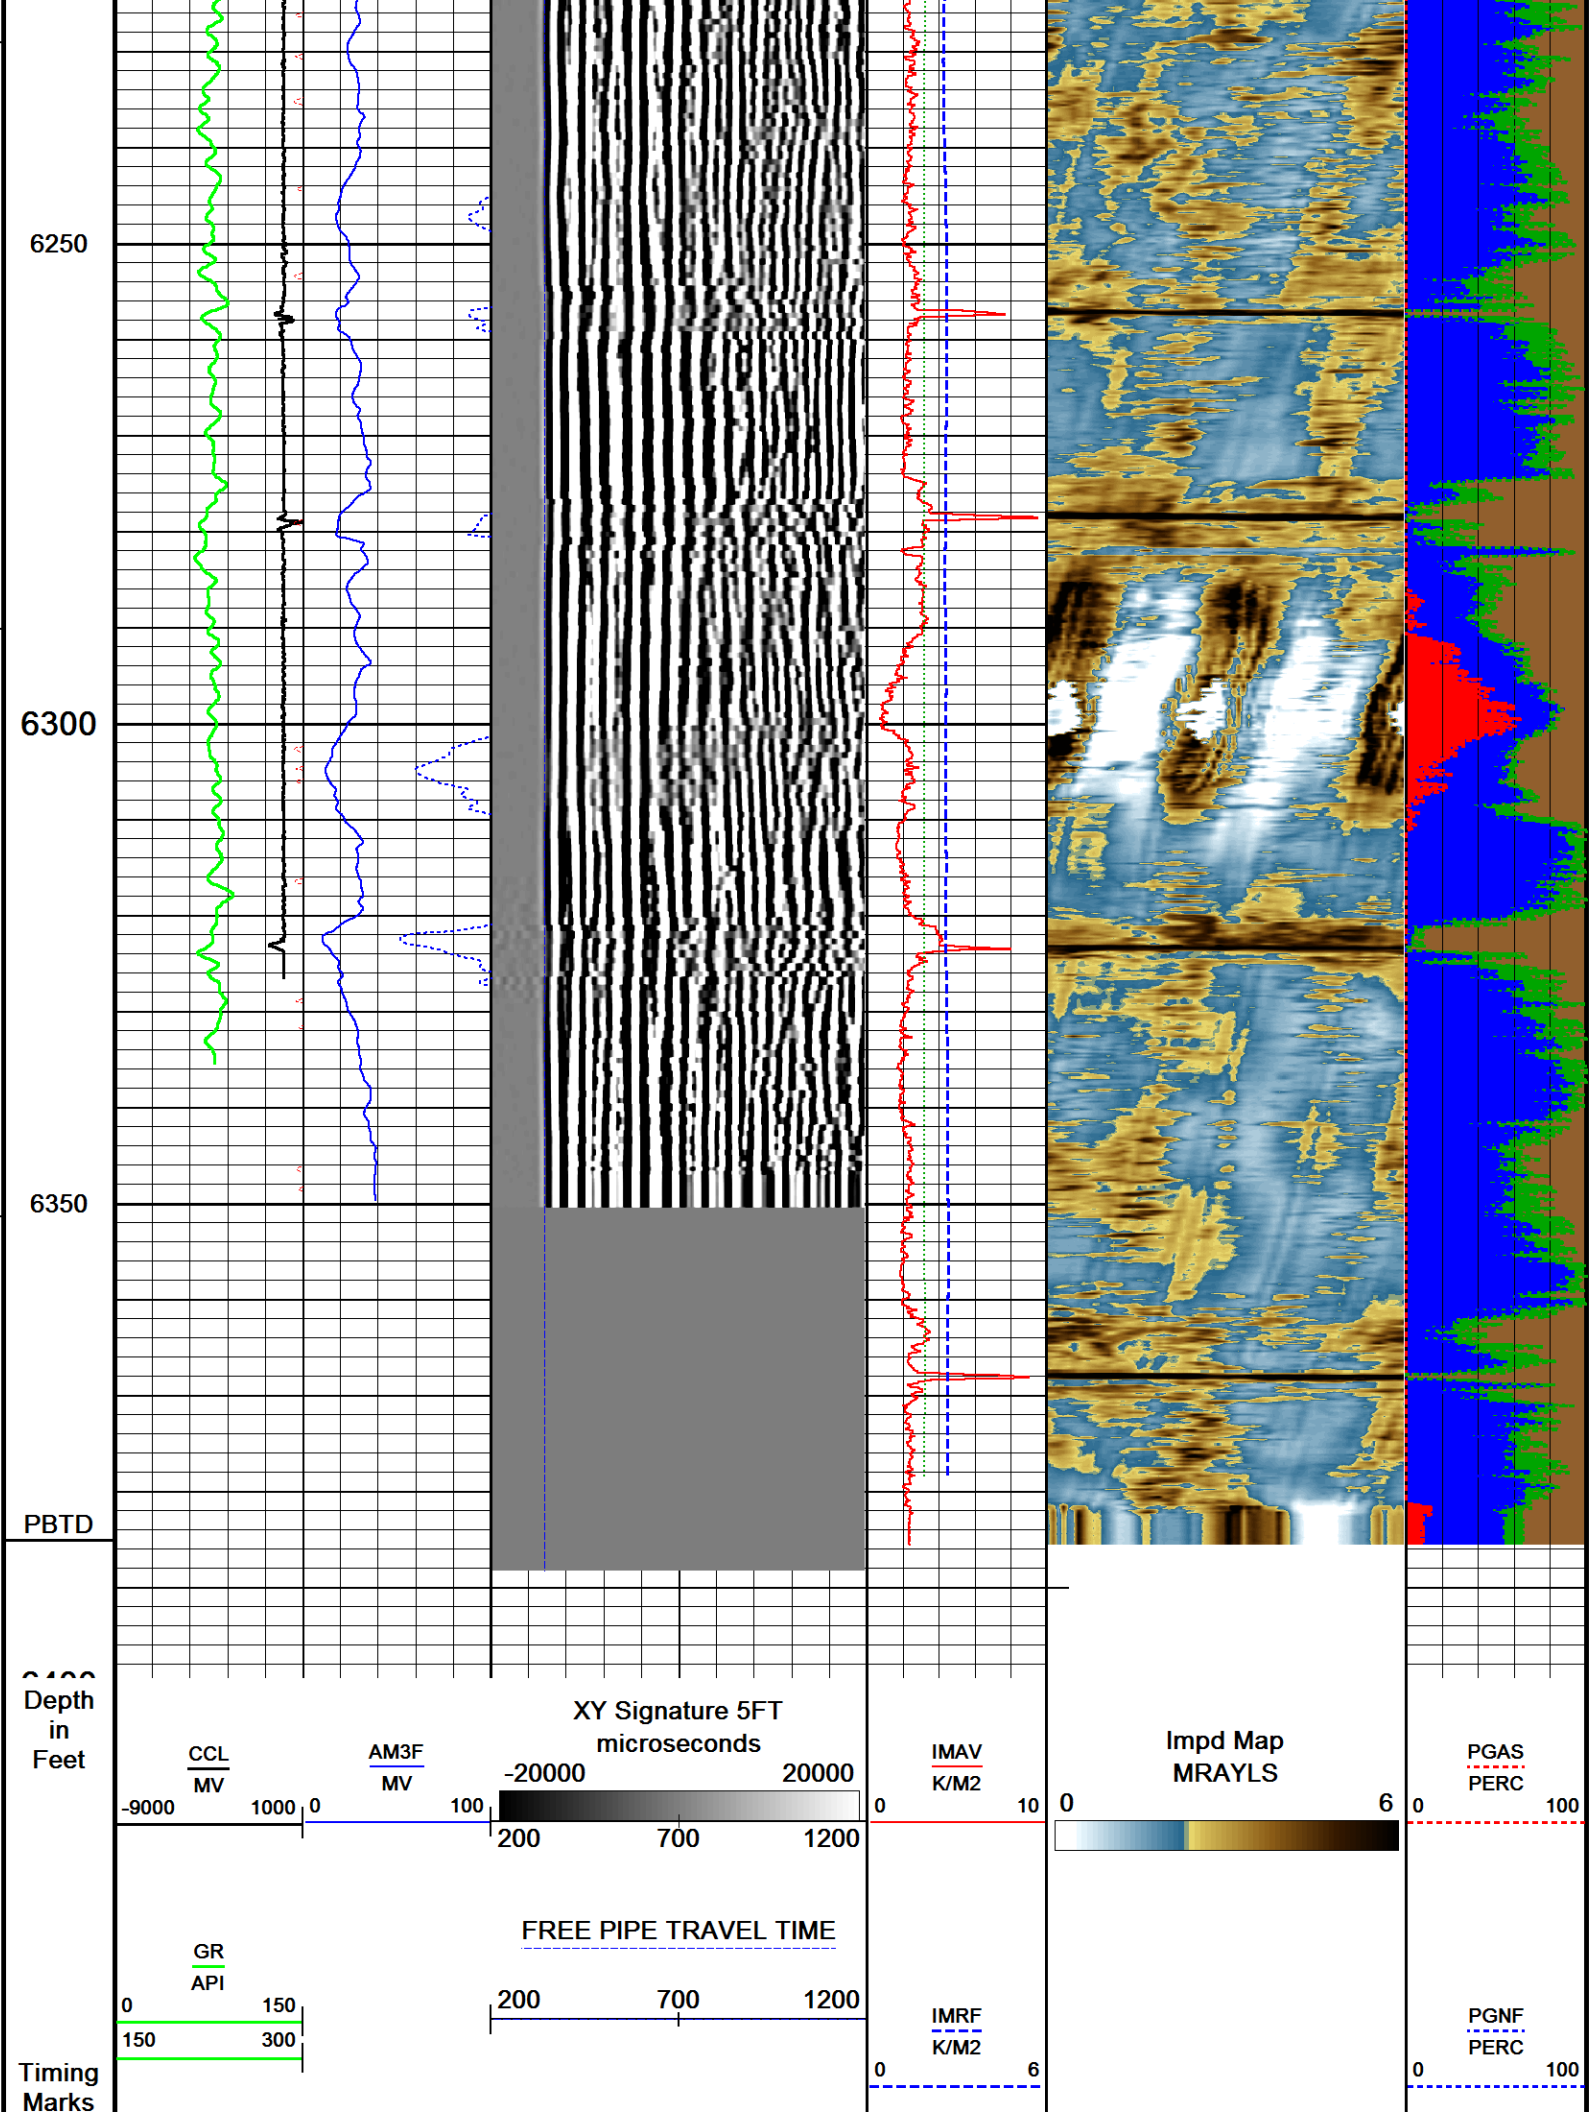 6250
6300
6350
PBTD
Depth
in
Feet
CCL
MV
-9000 1000
AM3F
MV
0 100
XY Signature 5FT
microseconds
-20000 20000
200 700 1200
IMAV
K/M2
0 10
Impd Map
MRAYLS
0 6
PGAS
PERC
0 100
GR
API
0 150
150 300
FREE PIPE TRAVEL TIME
200 700 1200
IMRF
K/M2
0 6
PGNF
PERC
0 100
Timing
Marks